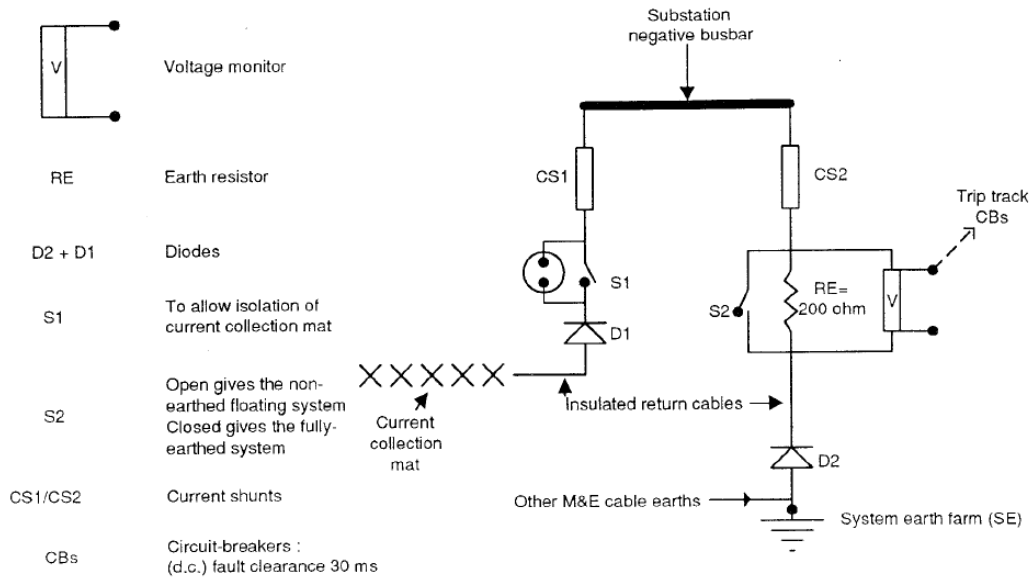 V
Voltage monitor
RE
Earth resistor
D2 + D1
Diodes
S1
To allow isolation of
current collection mat
S2
Open gives the non-
earthed floating system
Closed gives the fully-
earthed system
CS1/CS2
Current shunts
CBs
Circuit-breakers :
(d.c.) fault clearance 30 ms
Substation
negative busbar
CS1
CS2
Trip track
CBs
S1
S2
RE=
200 ohm
V
D1
Current
collection
mat
Insulated return cables
D2
Other M&E cable earths
System earth farm (SE)